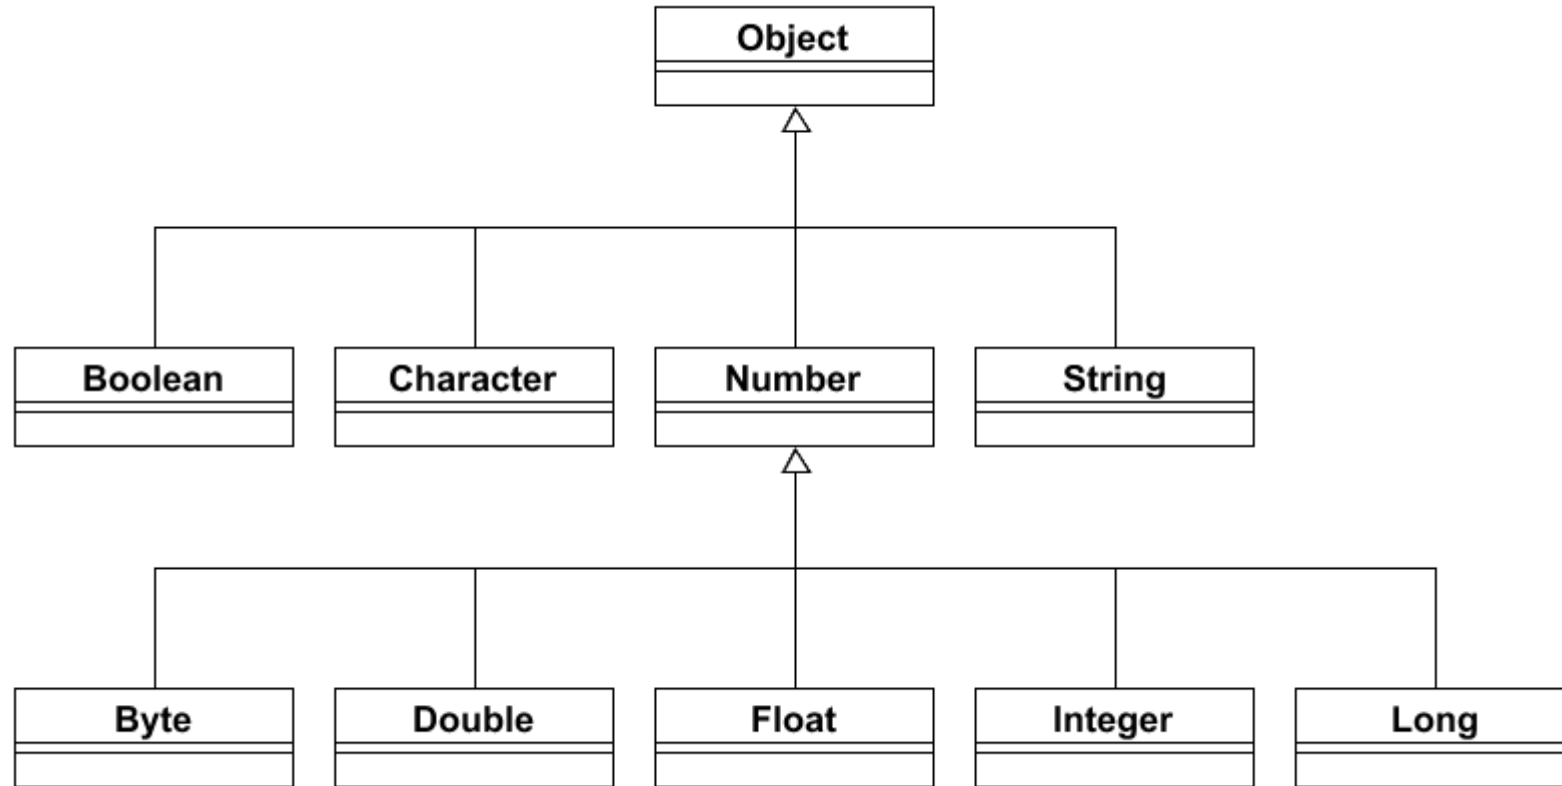 Object
Boolean Character Number String
Byte Double Float Integer Long